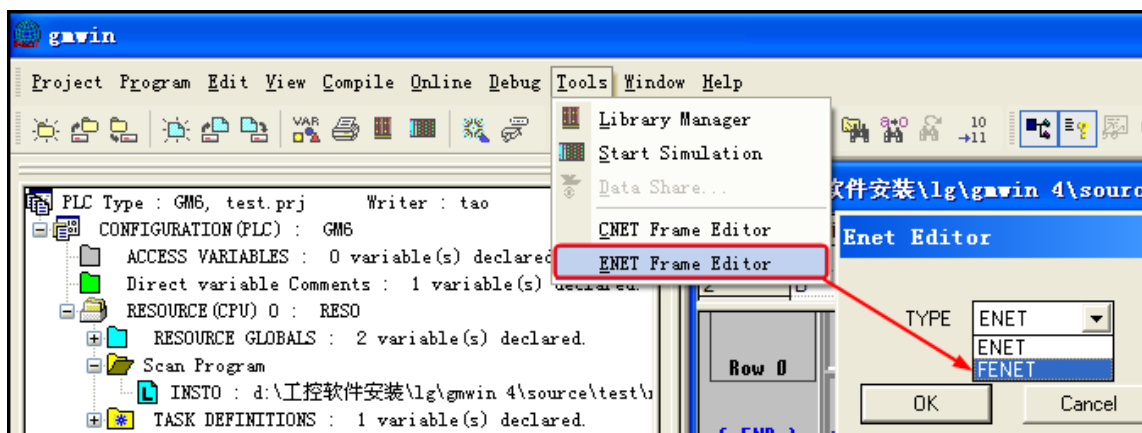 gmwin
Project Program Edit View Compile Online Debug Tools Window Help
VAR
Library Manager
Start Simulation
Data Share...
CNET Frame Editor
ENET Frame Editor
a→o
10
→11
PLC Type : GM6, test.prj Writer : tao
CONFIGURATION(PLC) : GM6
ACCESS VARIABLES : 0 variable(s) declared
Direct variable Comments : 1 variable(s) declared.
RESOURCE(CPU) 0 : RES0
RESOURCE GLOBALS : 2 variable(s) declared.
Scan Program
L INST0 : d:\工控软件安装\lg\gmwin 4\source\test\
TASK DEFINITIONS : 1 variable(s) declared.
软件安装\lg\gmwin 4\sourc
Row 0
Enet Editor
TYPE ENET
ENET
FENET
OK Cancel